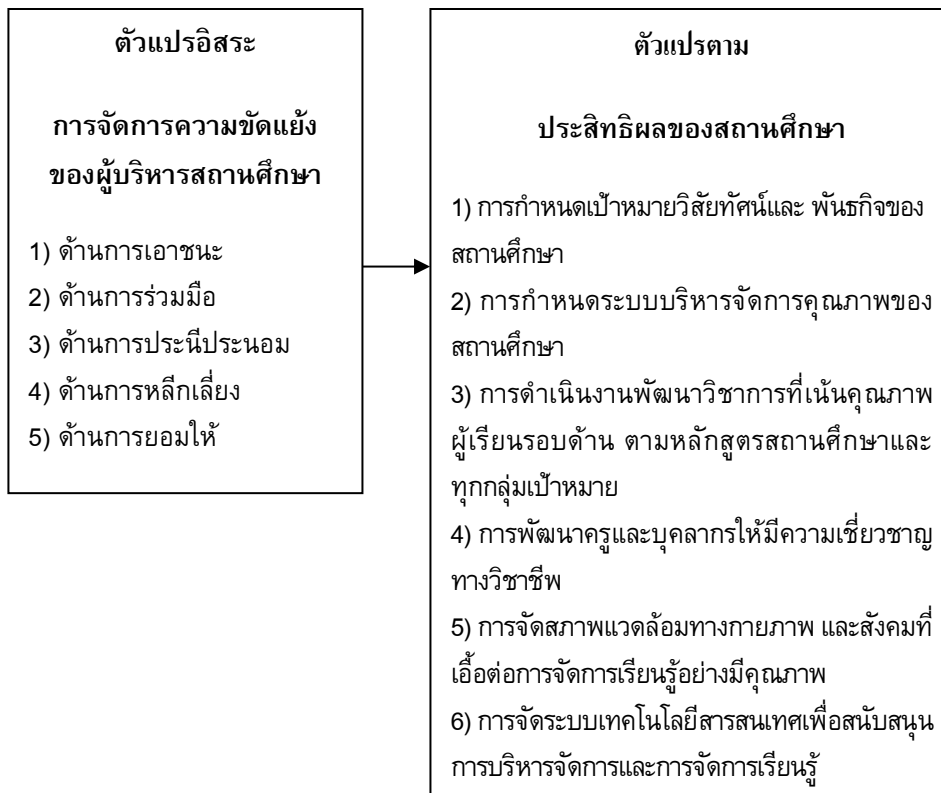 ตัวแปรอิสระ
การจัดการความขัดแย้ง
ของผู้บริหารสถานศึกษา
1) ด้านการเอาชนะ
2) ด้านการร่วมมือ
3) ด้านการประนีประนอม
4) ด้านการหลีกเลี่ยง
5) ด้านการยอมให้
ตัวแปรตาม
ประสิทธิผลของสถานศึกษา
1) การกำหนดเป้าหมายวิสัยทัศน์และ พันธกิจของ
สถานศึกษา
2) การกำหนดระบบบริหารจัดการคุณภาพของ
สถานศึกษา
3) การดำเนินงานพัฒนาวิชาการที่เน้นคุณภาพ
ผู้เรียนรอบด้าน ตามหลักสูตรสถานศึกษาและ
ทุกกลุ่มเป้าหมาย
4) การพัฒนาครูและบุคลากรให้มีความเชี่ยวชาญ
ทางวิชาชีพ
5) การจัดสภาพแวดล้อมทางกายภาพ และสังคมที่
เอื้อต่อการจัดการเรียนรู้อย่างมีคุณภาพ
6) การจัดระบบเทคโนโลยีสารสนเทศเพื่อสนับสนุน
การบริหารจัดการและการจัดการเรียนรู้